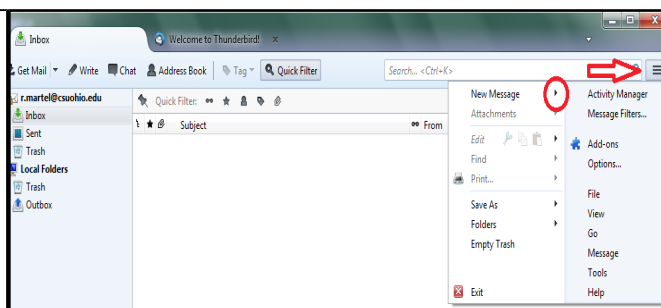 Inbox Welcome to Thunderbird! ×
Get Mail Write Chat Address Book Tag Quick Filter Search... <Ctrl+K>
r.martel@csuohio.edu
Inbox
Sent
Trash
Local Folders
Trash
Outbox
Quick Filter:
Subject From
New Message
Attachments
Edit
Find
Print...
Save As
Folders
Empty Trash
Exit
Activity Manager
Message Filters...
Add-ons
Options...
File
View
Go
Message
Tools
Help